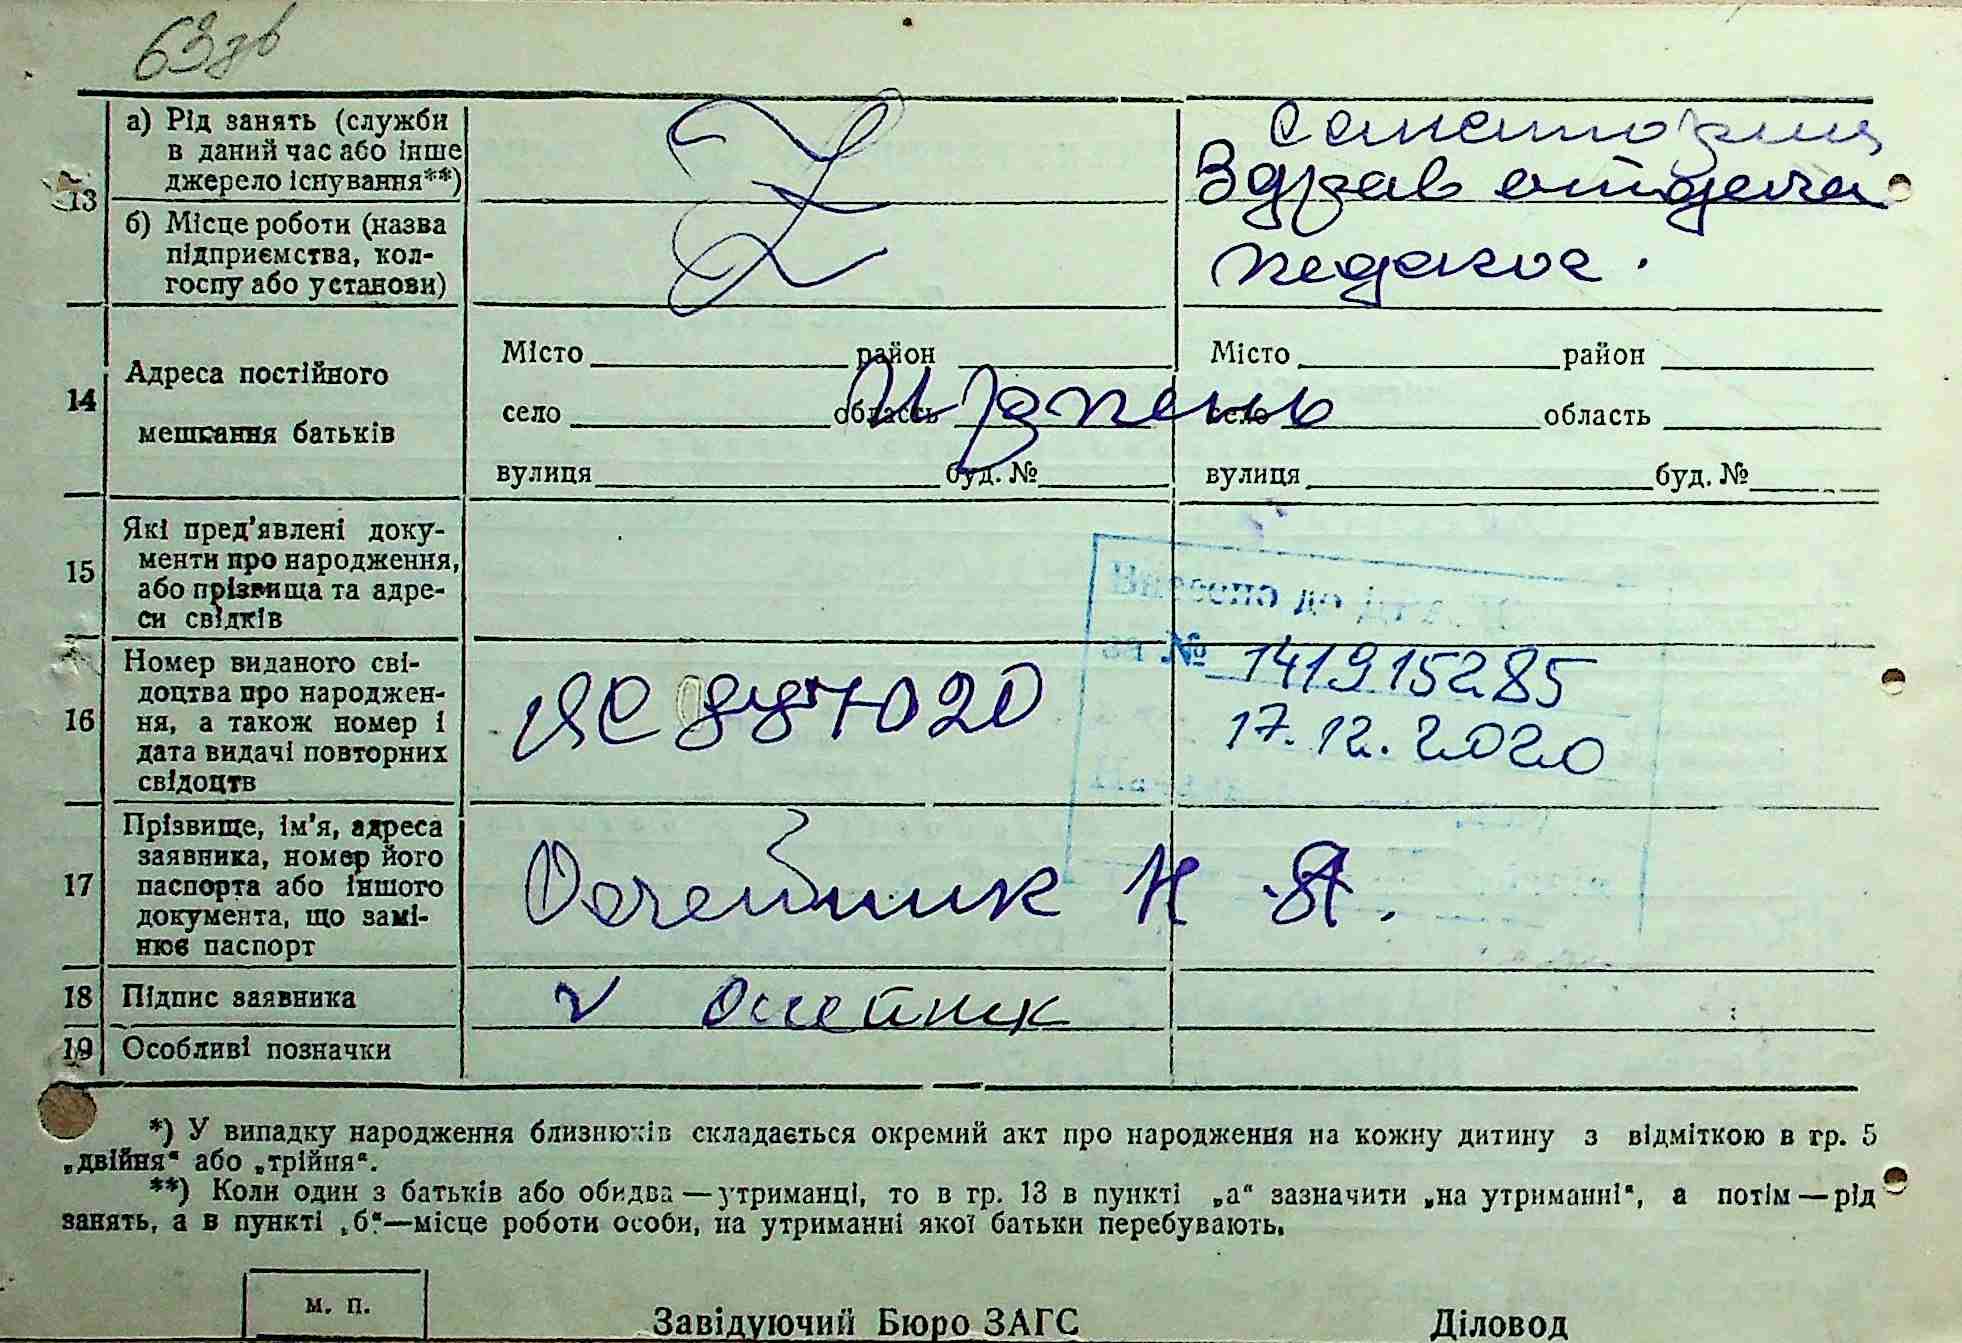 63зв
13
а) Рід занять (служби
в даний час або інше
джерело існування**)
санаторий
Здрав
б) Місце роботи (назва
підприємства, кол-
госпу або установи)
14
Адреса постійного
мешкання батьків
Місто район
село область
вулиця буд. №
Ирпень
Місто район
село область
вулиця буд. №
15
Які пред'явлені доку-
менти про народження,
або прізвища та адре-
си свідків
Внесено до
за № 141915285
17.12.2020
16
Номер виданого сві-
доцтва про народжен-
ня, а також номер і
дата видачі повторних
свідоцтв
17
Прізвище, ім'я, адреса
заявника, номер його
паспорта або іншого
документа, що замі-
нює паспорт
Олейник Н Я.
18
Підпис заявника
v Олейник
19
Особливі позначки
*) У випадку народження близнюків складається окремий акт про народження на кожну дитину з відміткою в гр. 5
„двійня“ або „трійня“.
**) Коли один з батьків або обидва—утриманці, то в гр. 13 в пункті „а“ зазначити „на утриманні“, а потім—рід
занять, а в пункті „б“—місце роботи особи, на утриманні якої батьки перебувають.
м. п.
Завідуючий Бюро ЗАГС
Діловод